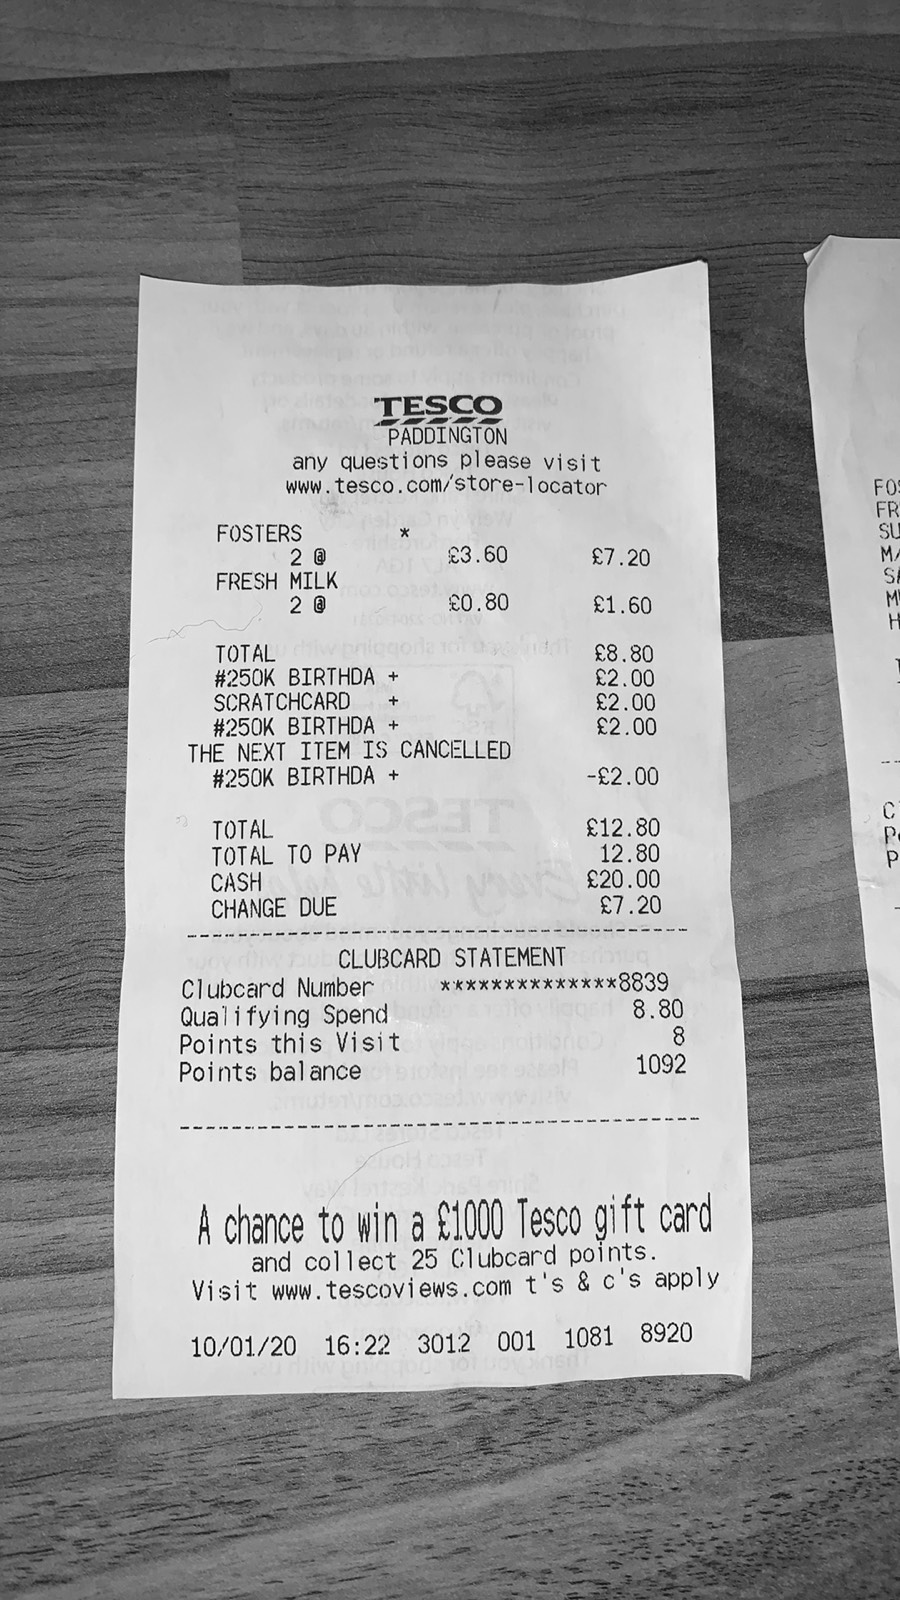 TESCO
PADDINGTON
any questions please visit
www.tesco.com/store-locator
FOSTERS *
2 @ £3.60 £7.20
FRESH MILK
2 @ £0.80 £1.60
TOTAL £8.80
#250K BIRTHDA + £2.00
SCRATCHCARD + £2.00
#250K BIRTHDA + £2.00
THE NEXT ITEM IS CANCELLED
#250K BIRTHDA + -£2.00
TOTAL £12.80
TOTAL TO PAY 12.80
CASH £20.00
CHANGE DUE £7.20
CLUBCARD STATEMENT
Clubcard Number **************8839
Qualifying Spend 8.80
Points this Visit 8
Points balance 1092
A chance to win a £1000 Tesco gift card
and collect 25 Clubcard points.
Visit www.tescoviews.com t's & c's apply
10/01/20 16:22 3012 001 1081 8920